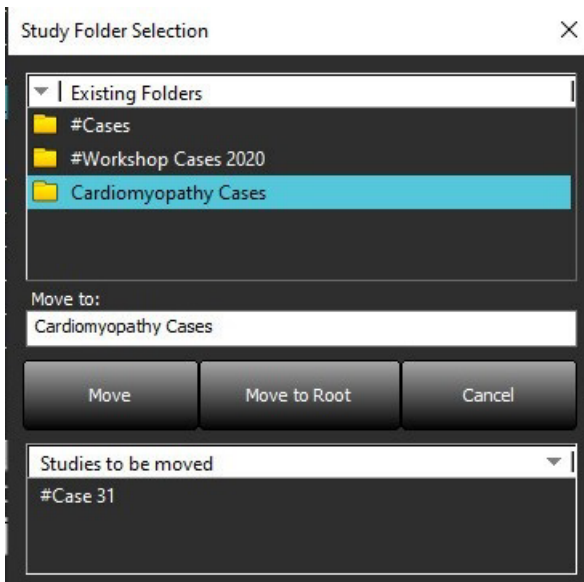 Study Folder Selection
Existing Folders
#Cases
#Workshop Cases 2020
Cardiomyopathy Cases
Move to:
Cardiomyopathy Cases
Move Move to Root Cancel
Studies to be moved
#Case 31